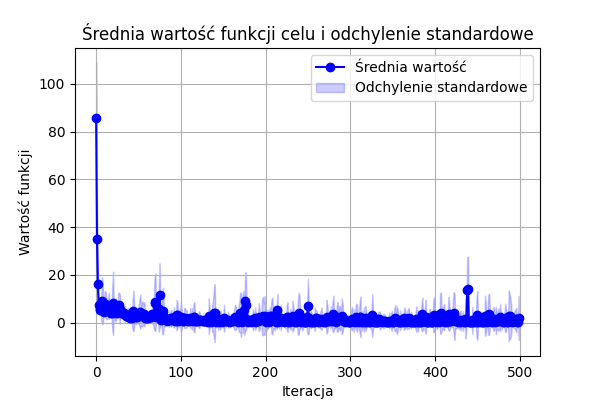 Średnia wartość funkcji celu i odchylenie standardowe
Średnia wartość
Odchylenie standardowe
Wartość funkcji
100
80
60
40
20
0
0 100 200 300 400 500
Iteracja